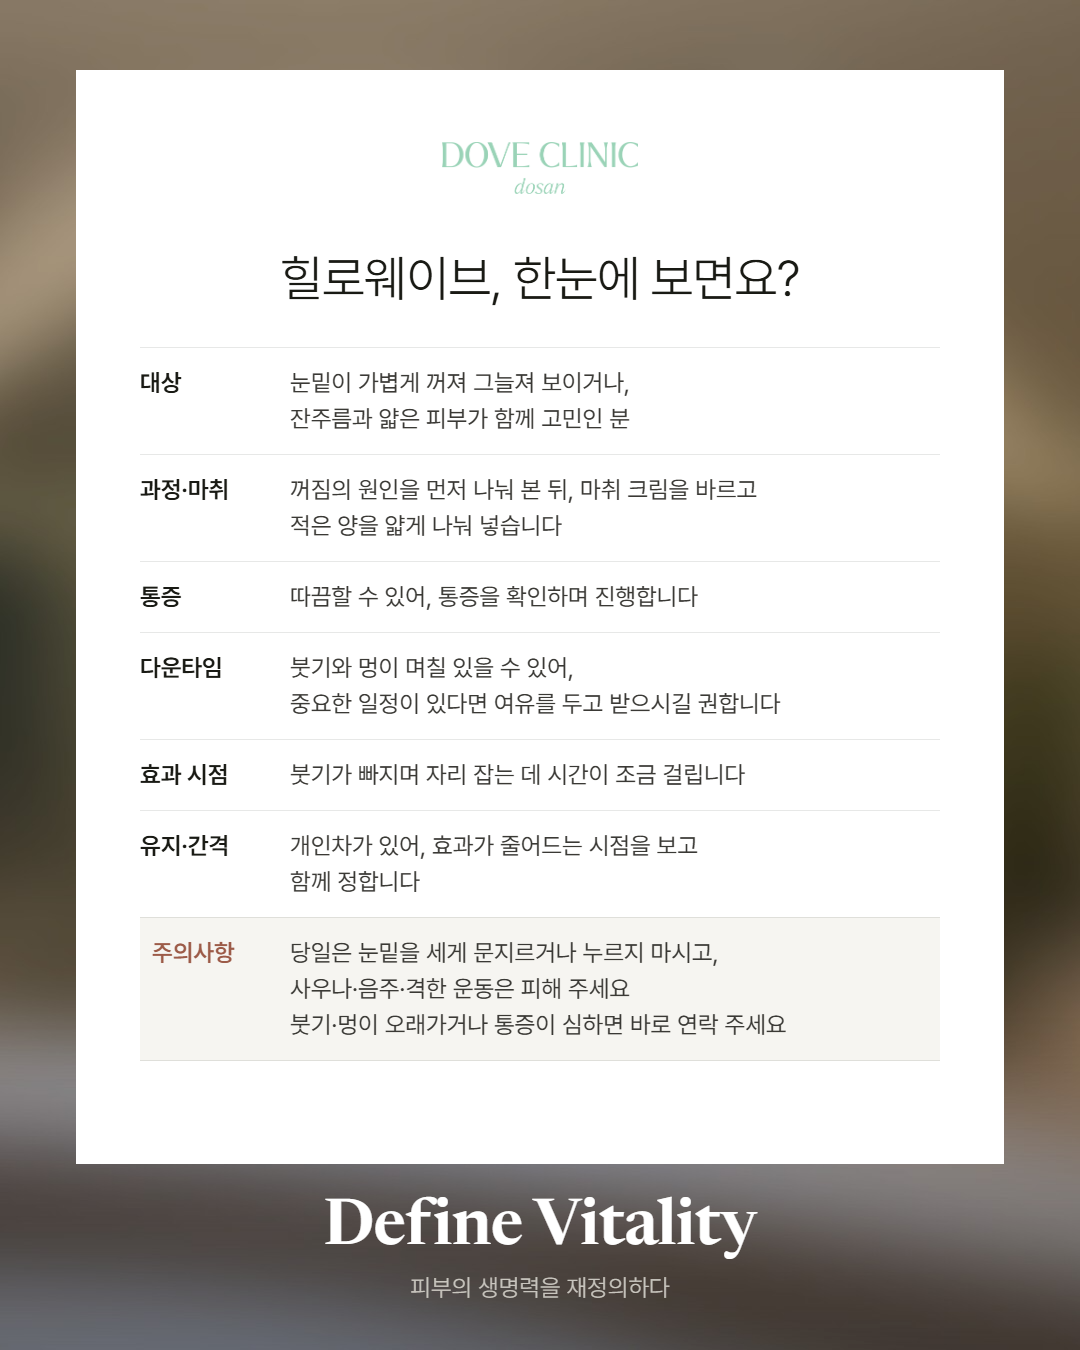 DOVE CLINIC
dosan
힐로웨이브, 한눈에 보면요?
대상
눈밑이 가볍게 꺼져 그늘져 보이거나,
잔주름과 얇은 피부가 함께 고민인 분
과정·마취
꺼짐의 원인을 먼저 나눠 본 뒤, 마취 크림을 바르고
적은 양을 얇게 나눠 넣습니다
통증
따끔할 수 있어, 통증을 확인하며 진행합니다
다운타임
붓기와 멍이 며칠 있을 수 있어,
중요한 일정이 있다면 여유를 두고 받으시길 권합니다
효과 시점
붓기가 빠지며 자리 잡는 데 시간이 조금 걸립니다
유지·간격
개인차가 있어, 효과가 줄어드는 시점을 보고
함께 정합니다
주의사항
당일은 눈밑을 세게 문지르거나 누르지 마시고,
사우나·음주·격한 운동은 피해 주세요
붓기·멍이 오래가거나 통증이 심하면 바로 연락 주세요
Define Vitality
피부의 생명력을 재정의하다